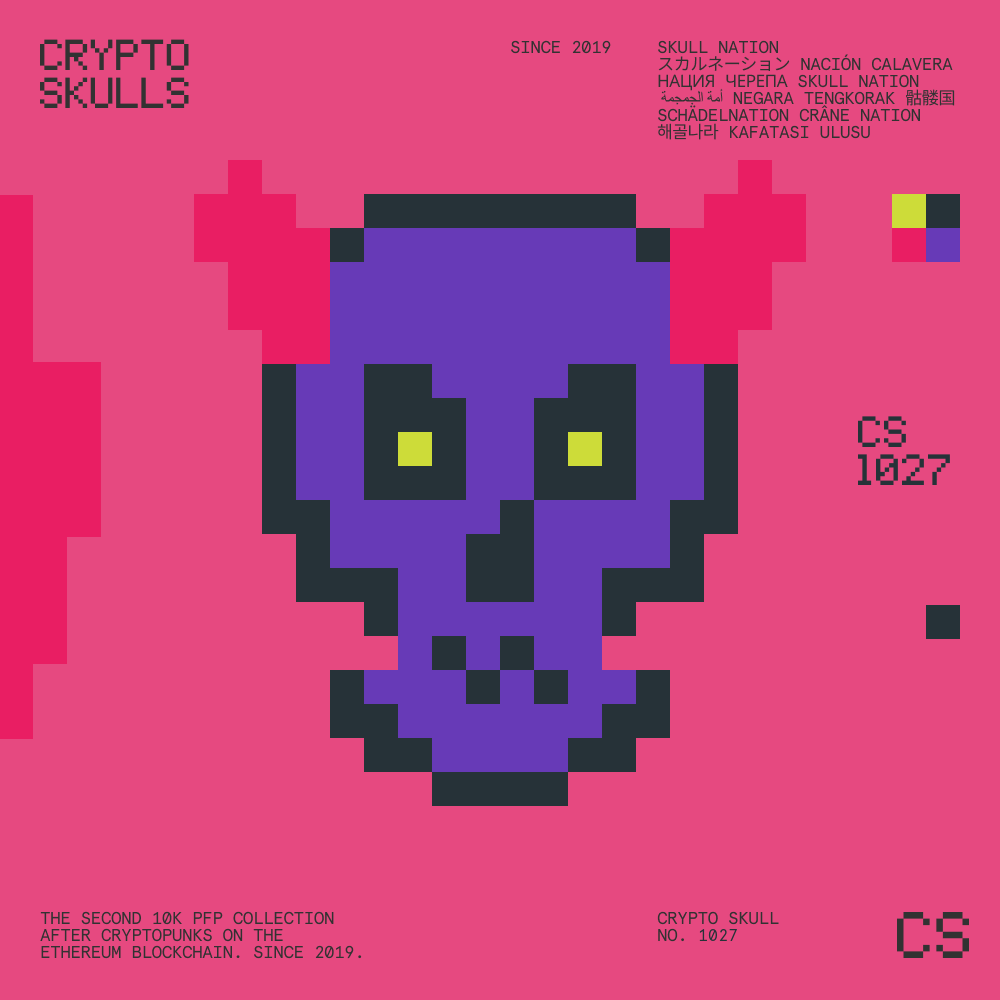 CRYPTO
SKULLS
SINCE 2019
SKULL NATION
スカルネーション NACIÓN CALAVERA
НАЦИЯ ЧЕРЕПА SKULL NATION
أمة الجمجمة NEGARA TENGKORAK 骷髅国
SCHÄDELNATION CRÂNE NATION
해골나라 KAFATASI ULUSU
CS
1027
THE SECOND 10K PFP COLLECTION
AFTER CRYPTOPUNKS ON THE
ETHEREUM BLOCKCHAIN. SINCE 2019.
CRYPTO SKULL
NO. 1027
CS